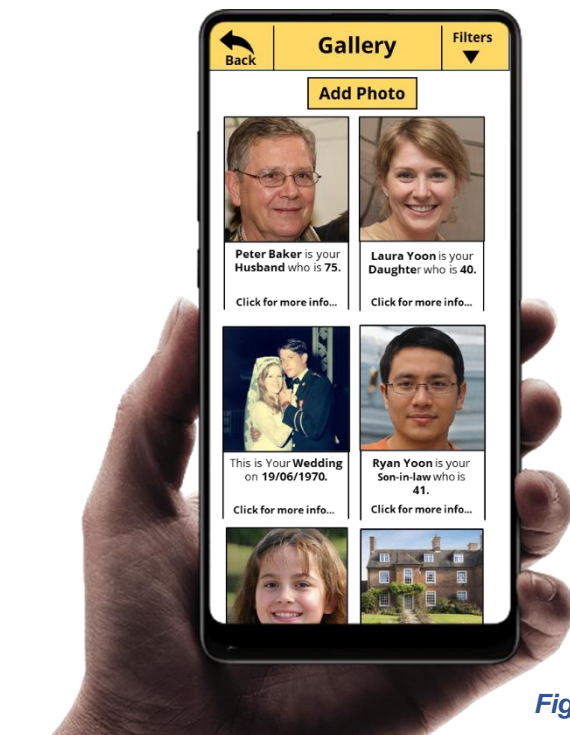 Back
Gallery
Filters
Add Photo
Peter Baker is your
Husband who is 75.
Click for more info...
Laura Yoon is your
Daughter who is 40.
Click for more info...
This is Your Wedding
on 19/06/1970.
Click for more info...
Ryan Yoon is your
Son-in-law who is
41.
Click for more info...
Fig